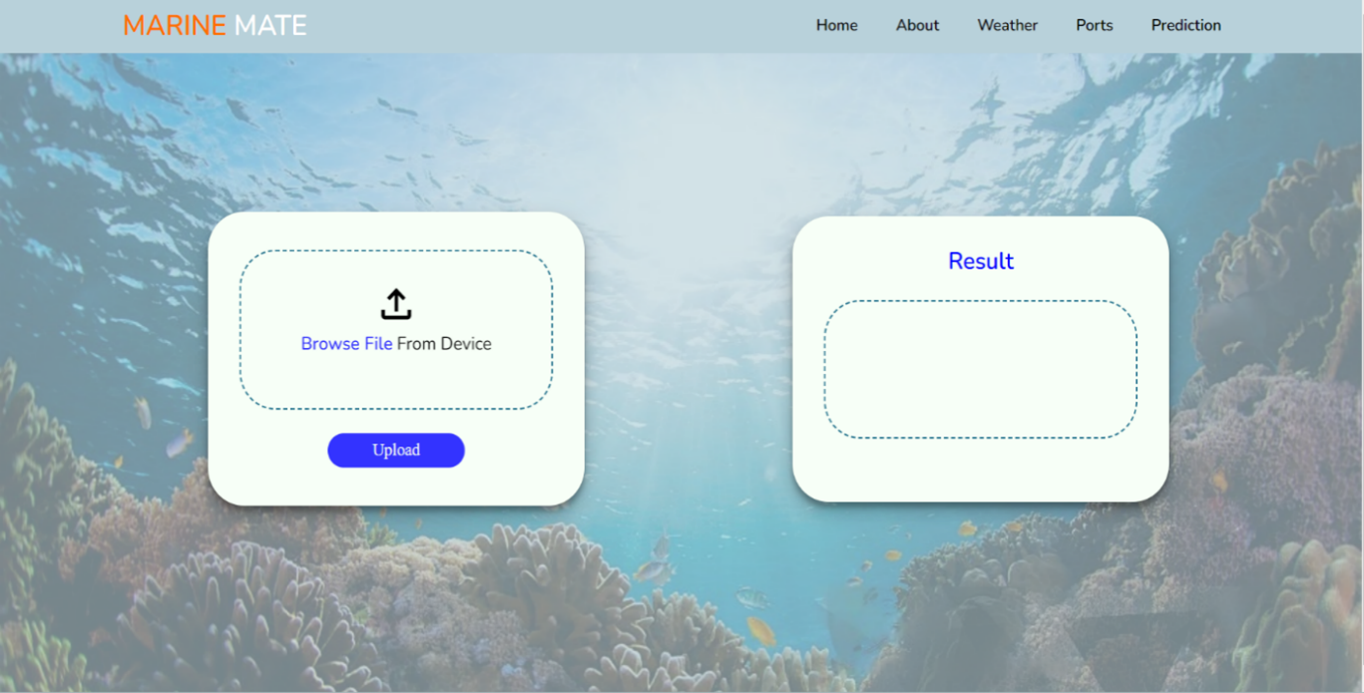 MARINE MATE
Home About Weather Ports Prediction
Browse File From Device
Upload
Result